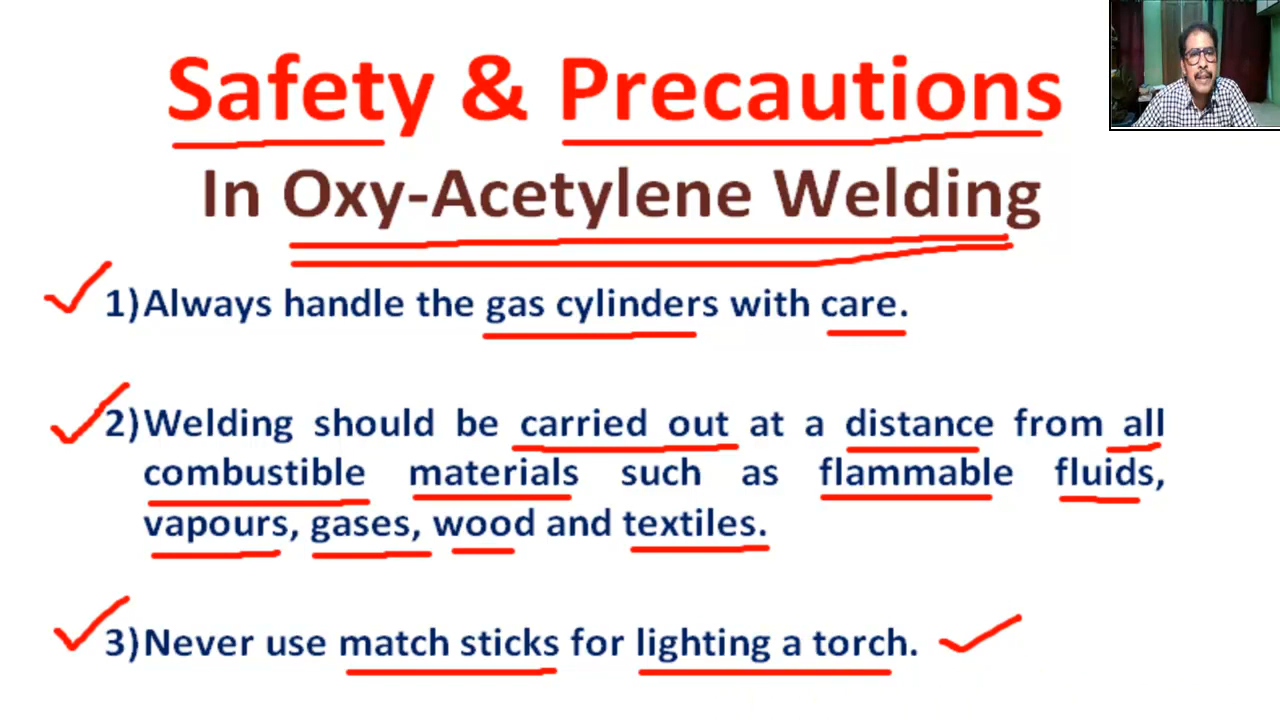 Safety & Precautions
In Oxy-Acetylene Welding
1) Always handle the gas cylinders with care.
2) Welding should be carried out at a distance from all
combustible materials such as flammable fluids,
vapours, gases, wood and textiles.
3) Never use match sticks for lighting a torch.